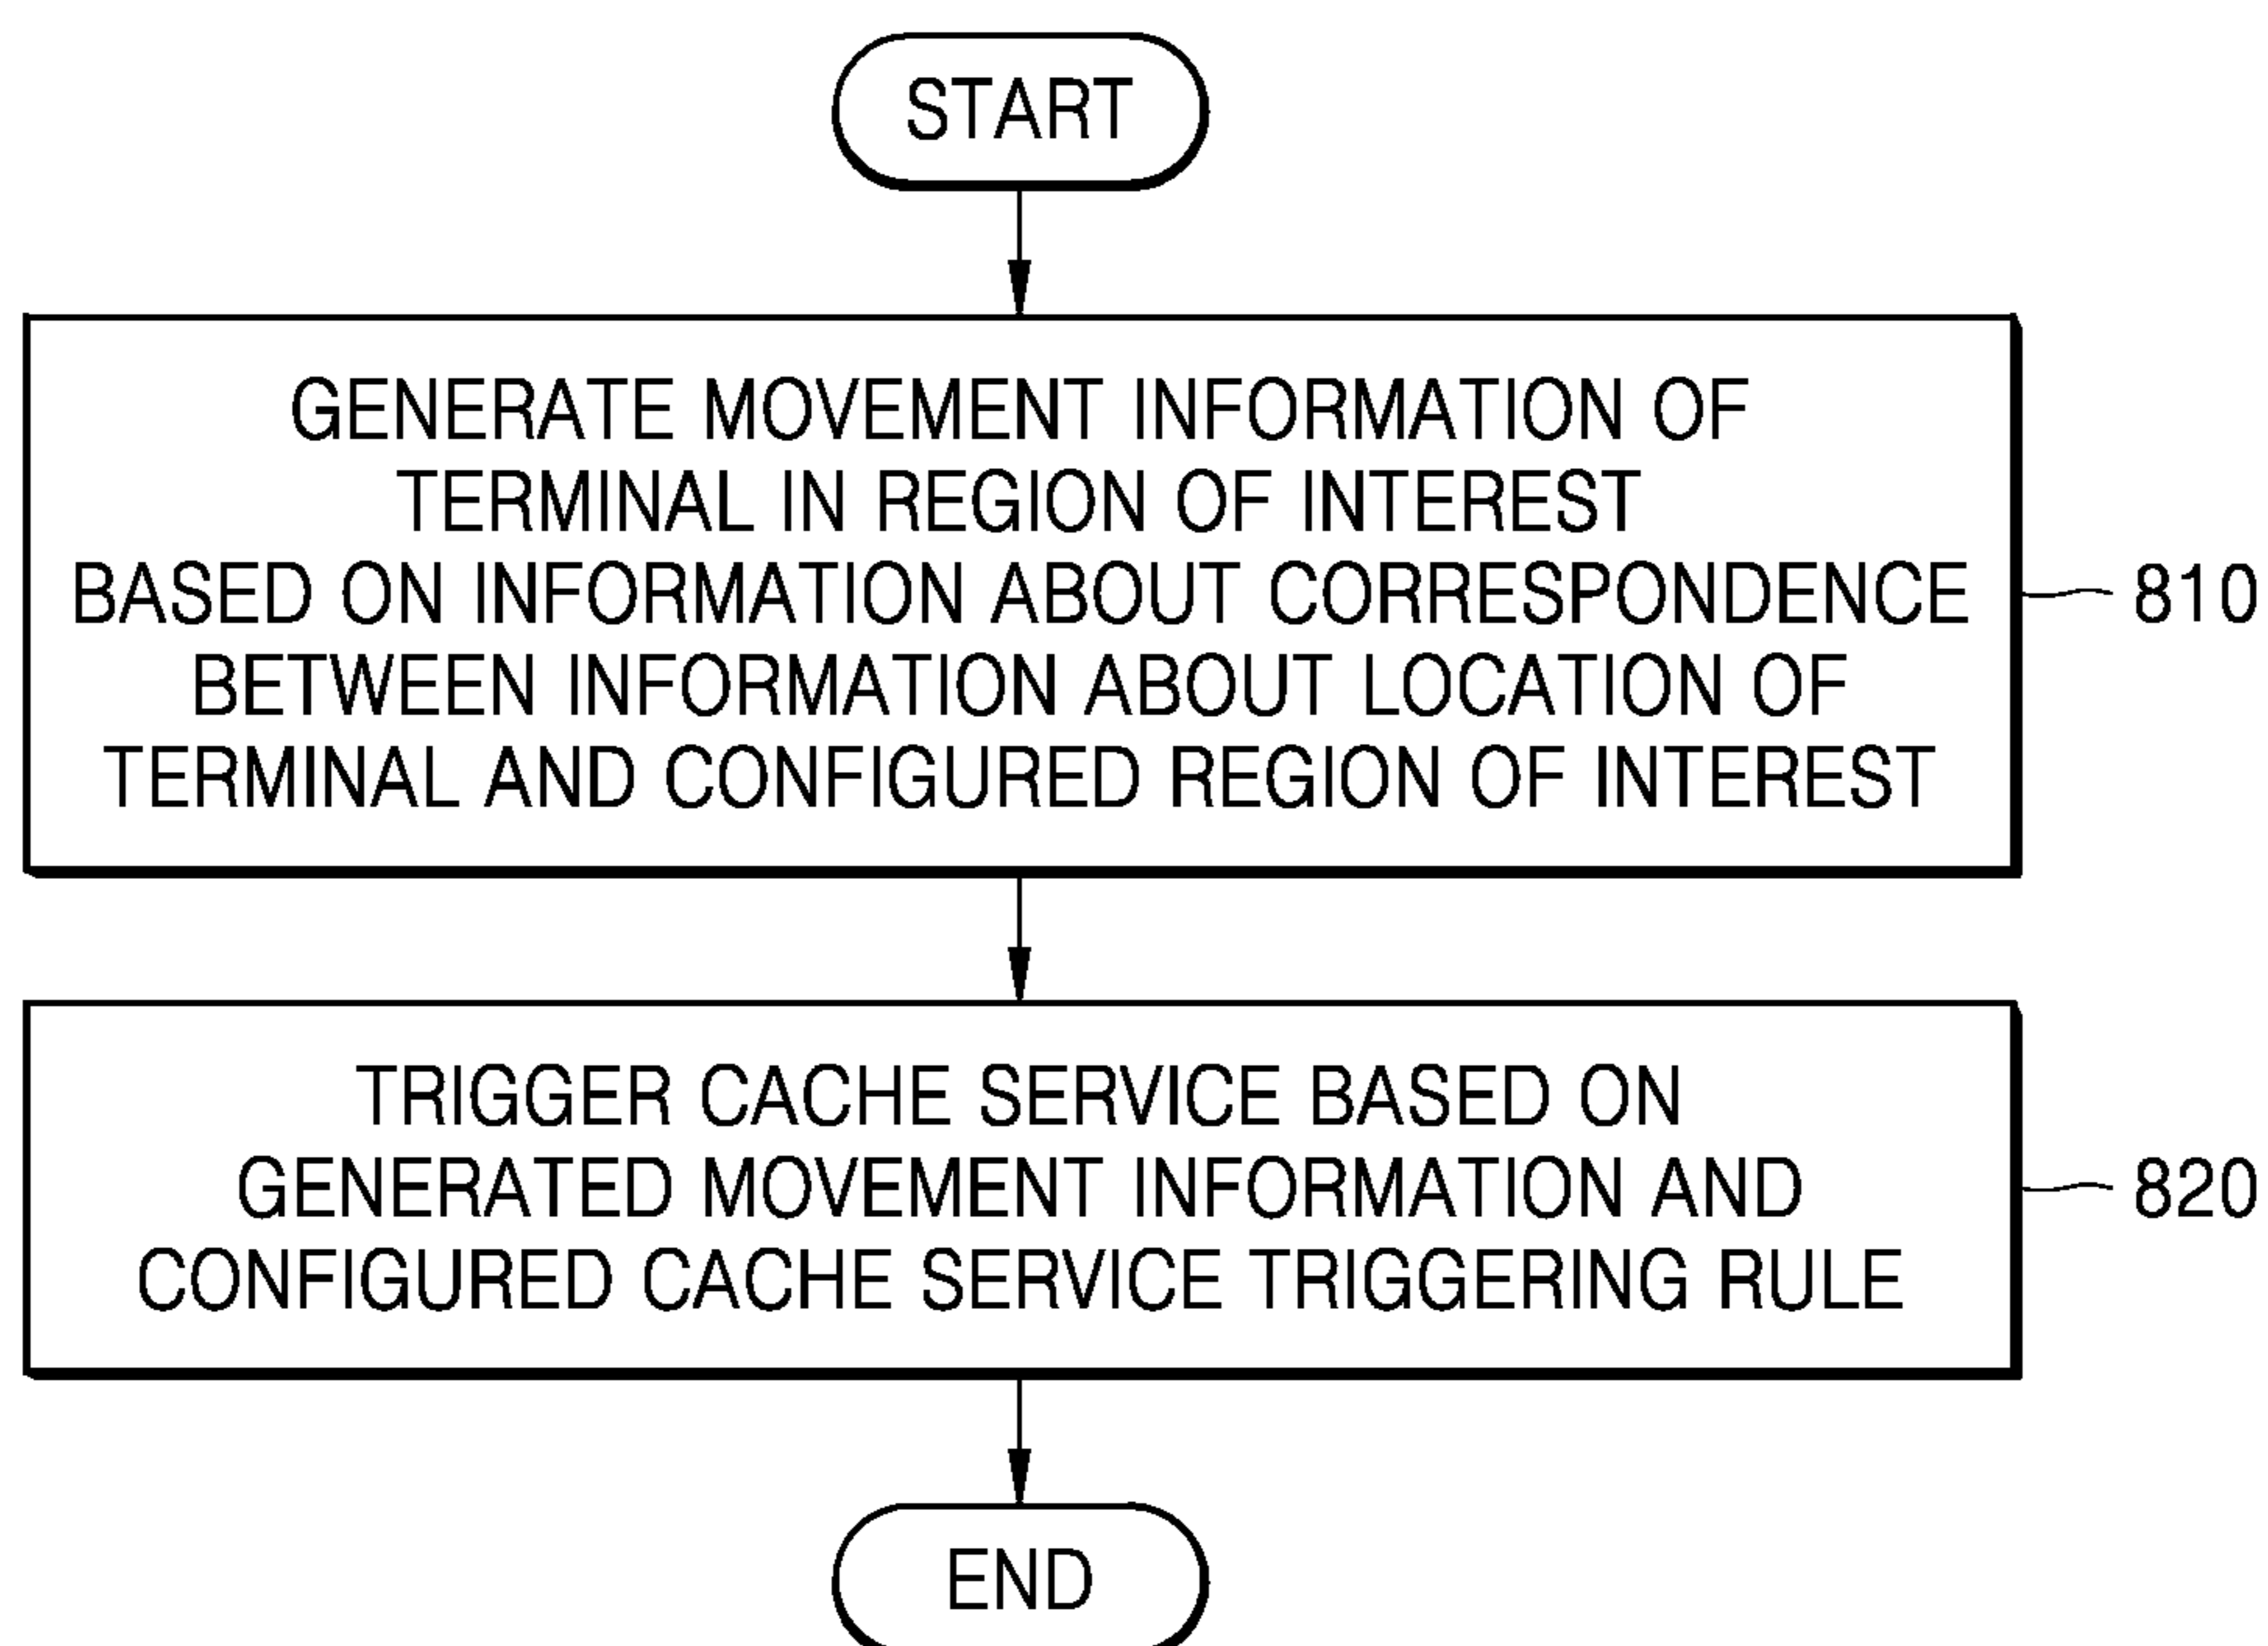 START
GENERATE MOVEMENT INFORMATION OF
TERMINAL IN REGION OF INTEREST
BASED ON INFORMATION ABOUT CORRESPONDENCE
BETWEEN INFORMATION ABOUT LOCATION OF
TERMINAL AND CONFIGURED REGION OF INTEREST
810
TRIGGER CACHE SERVICE BASED ON
GENERATED MOVEMENT INFORMATION AND
CONFIGURED CACHE SERVICE TRIGGERING RULE
820
END